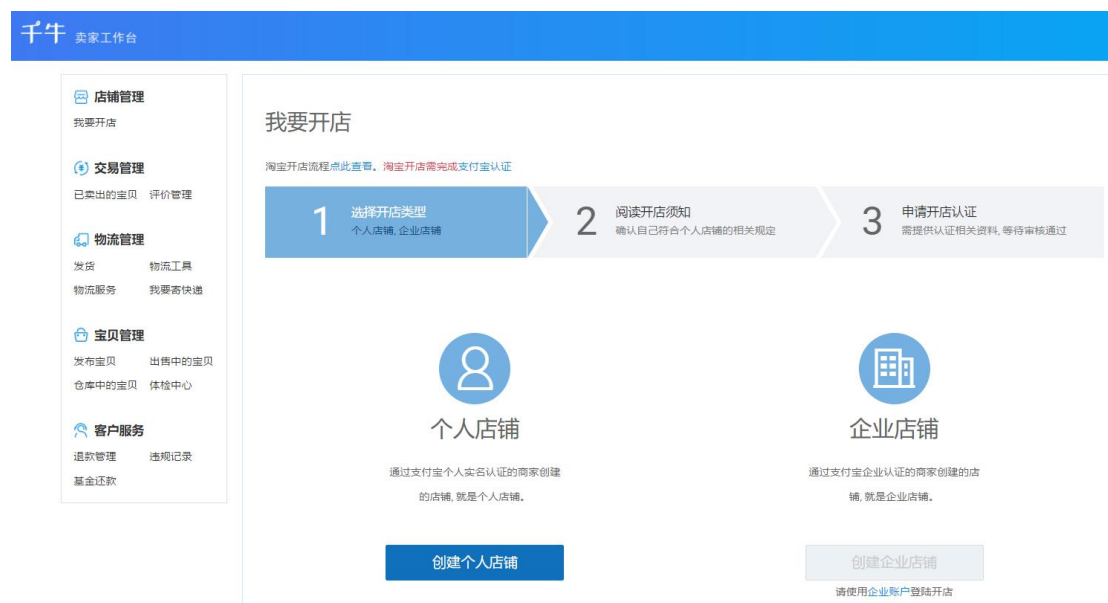 千牛 卖家工作台
店铺管理
我要开店
交易管理
已卖出的宝贝 评价管理
物流管理
发货 物流工具
物流服务 我要寄快递
宝贝管理
发布宝贝 出售中的宝贝
仓库中的宝贝 体检中心
客户服务
退款管理 违规记录
基金还款
我要开店
淘宝开店流程点此查看。淘宝开店需完成支付宝认证
1 选择开店类型
个人店铺, 企业店铺
2 阅读开店须知
确认自己符合个人店铺的相关规定
3 申请开店认证
需提供认证相关资料, 等待审核通过
个人店铺
通过支付宝个人实名认证的商家创建
的店铺, 就是个人店铺。
创建个人店铺
企业店铺
通过支付宝企业认证的商家创建的店
铺, 就是企业店铺。
创建企业店铺
请使用企业账户登陆开店